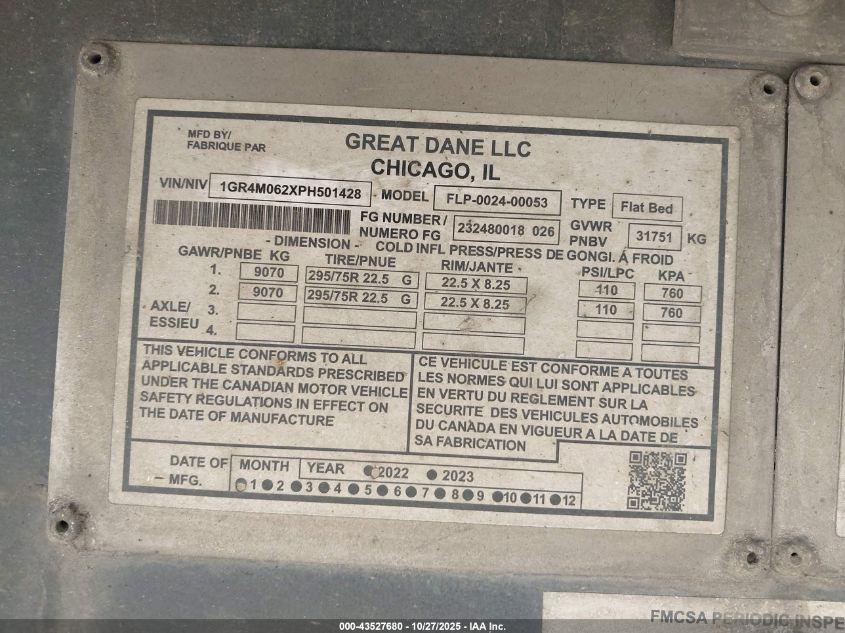 MFD BY/
FABRIQUE PAR
GREAT DANE LLC
CHICAGO, IL
VIN/NIV 1GR4M062XPH501428 MODEL FLP-0024-00053 TYPE Flat Bed
FG NUMBER/
NUMERO FG 232480018 026
GVWR
PNBV 31751 KG
- DIMENSION - COLD INFL PRESS/PRESS DE GONGI. Á FROID
GAWR/PNBE KG TIRE/PNUE RIM/JANTE PSI/LPC KPA
1. 9070 295/75R 22.5 G 22.5 X 8.25 110 760
2. 9070 295/75R 22.5 G 22.5 X 8.25 110 760
AXLE/
ESSIEU
3.
4.
THIS VEHICLE CONFORMS TO ALL
APPLICABLE STANDARDS PRESCRIBED
UNDER THE CANADIAN MOTOR VEHICLE
SAFETY REGULATIONS IN EFFECT ON
THE DATE OF MANUFACTURE
CE VEHICULE EST CONFORME A TOUTES
LES NORMES QUI LUI SONT APPLICABLES
EN VERTU DU REGLEMENT SUR LA
SECURITE DES VEHICULES AUTOMOBILES
DU CANADA EN VIGUEUR A LA DATE DE
SA FABRICATION
DATE OF
- MFG.
MONTH YEAR 2022 2023
1 2 3 4 5 6 7 8 9 10 11 12
FMCSA PERIODIC INSPE
000-43527680 - 10/27/2025 - IAA Inc.